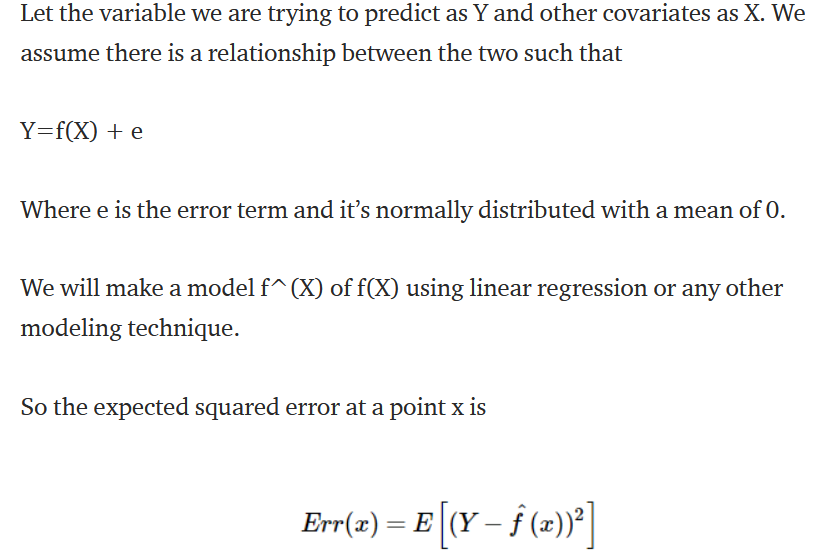 Let the variable we are trying to predict as Y and other covariates as X. We
assume there is a relationship between the two such that
Y=f(X) + e
Where e is the error term and it’s normally distributed with a mean of 0.
We will make a model f^(X) of f(X) using linear regression or any other
modeling technique.
So the expected squared error at a point x is
Err(x) = E[(Y − f̂(x))²]